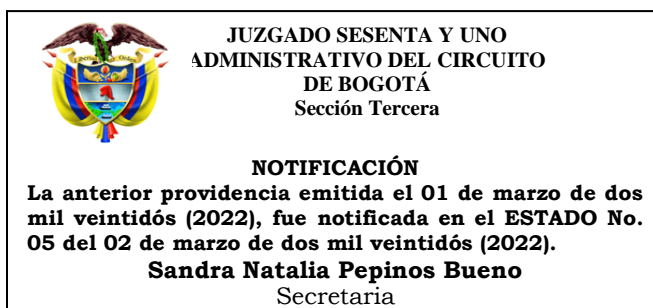 JUZGADO SESENTA Y UNO
ADMINISTRATIVO DEL CIRCUITO
DE BOGOTÁ
Sección Tercera
Libertad y Orden
NOTIFICACIÓN
La anterior providencia emitida el 01 de marzo de dos
mil veintidós (2022), fue notificada en el ESTADO No.
05 del 02 de marzo de dos mil veintidós (2022).
Sandra Natalia Pepinos Bueno
Secretaria